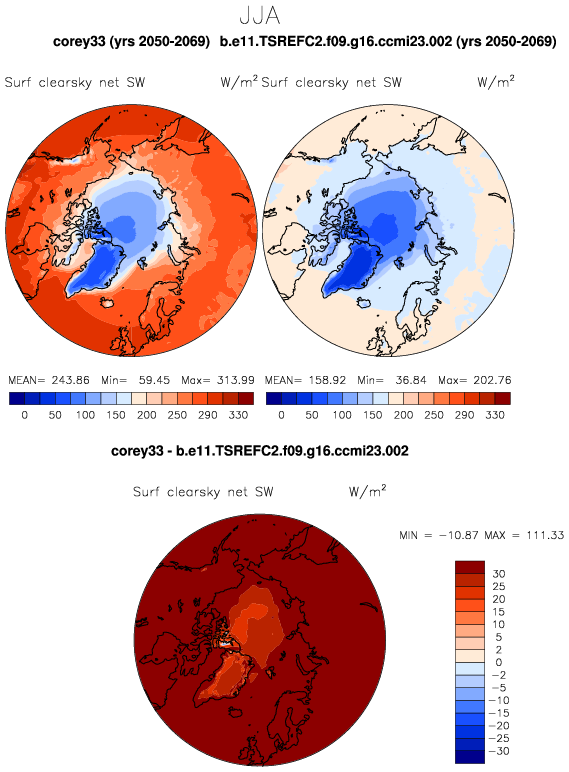 JJA
corey33 (yrs 2050-2069) b.e11.TSREFC2.f09.g16.ccmi23.002 (yrs 2050-2069)
Surf clearsky net SW W/m² Surf clearsky net SW W/m²
MEAN= 243.86 Min= 59.45 Max= 313.99 MEAN= 158.92 Min= 36.84 Max= 202.76
0 50 100 150 200 250 290 330 0 50 100 150 200 250 290 330
corey33 - b.e11.TSREFC2.f09.g16.ccmi23.002
Surf clearsky net SW W/m²
MIN = −10.87 MAX = 111.33
30
25
20
15
10
5
2
0
−2
−5
−10
−15
−20
−25
−30